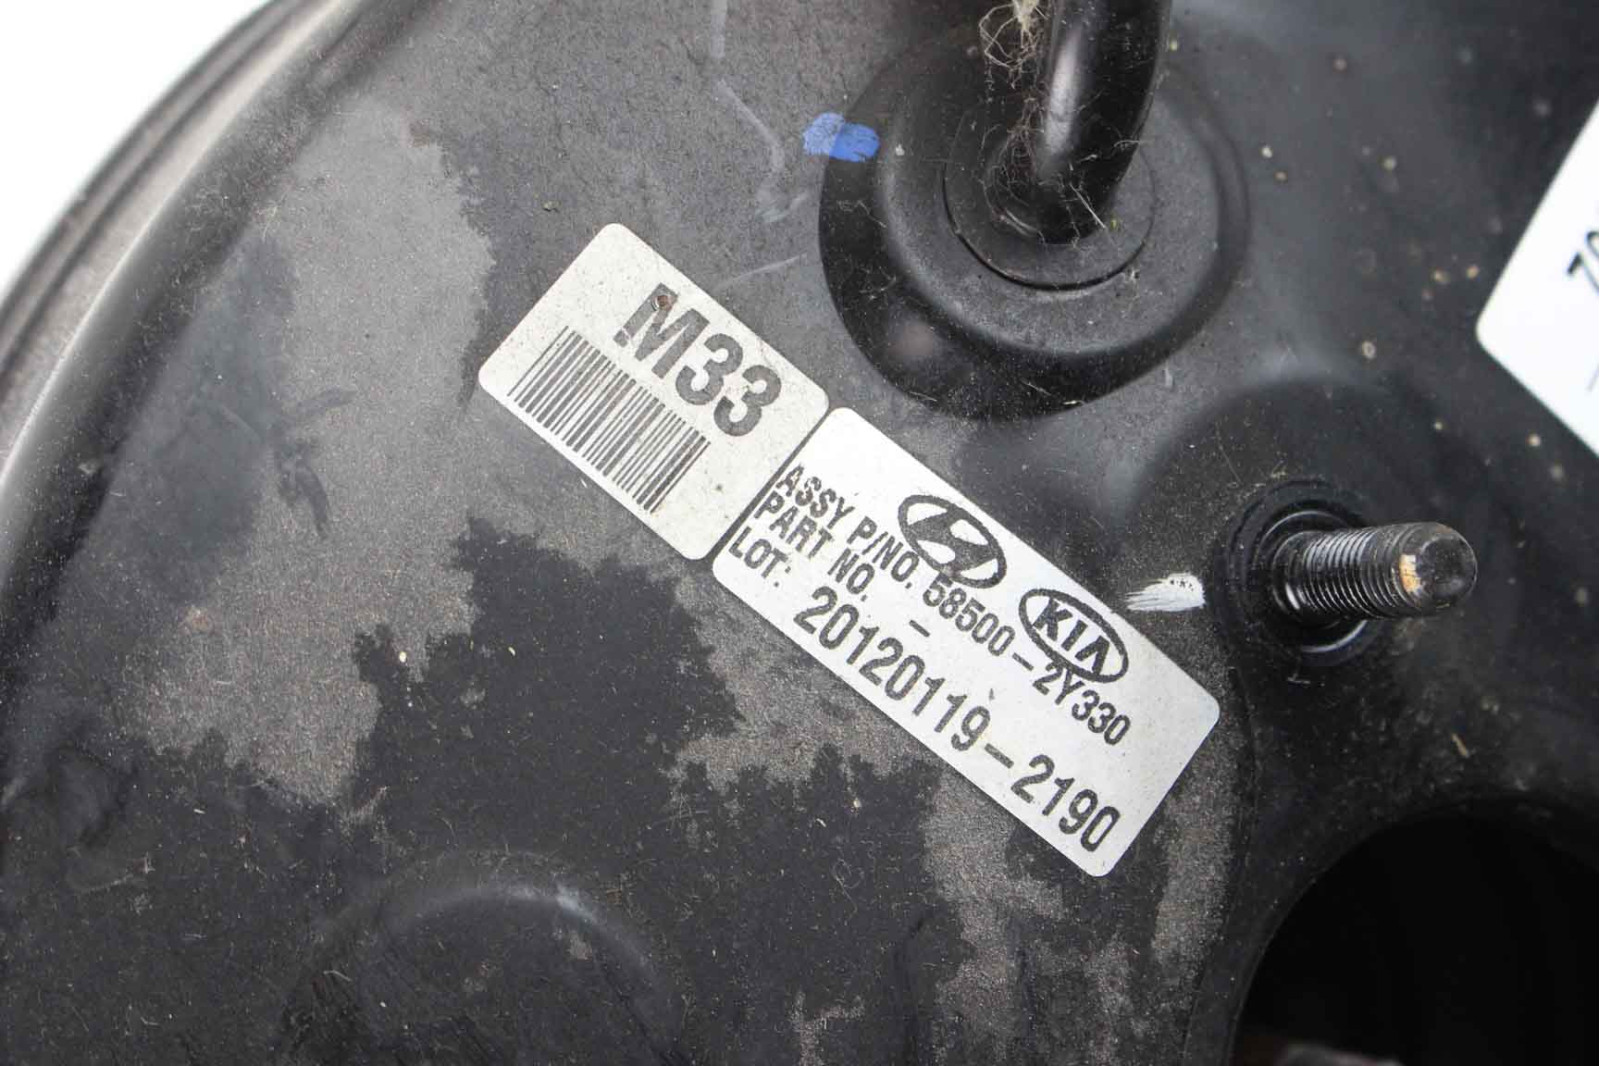 M33
KIA
ASSY P/NO. 58500-2Y330
PART NO. -
LOT: 20120119-2190